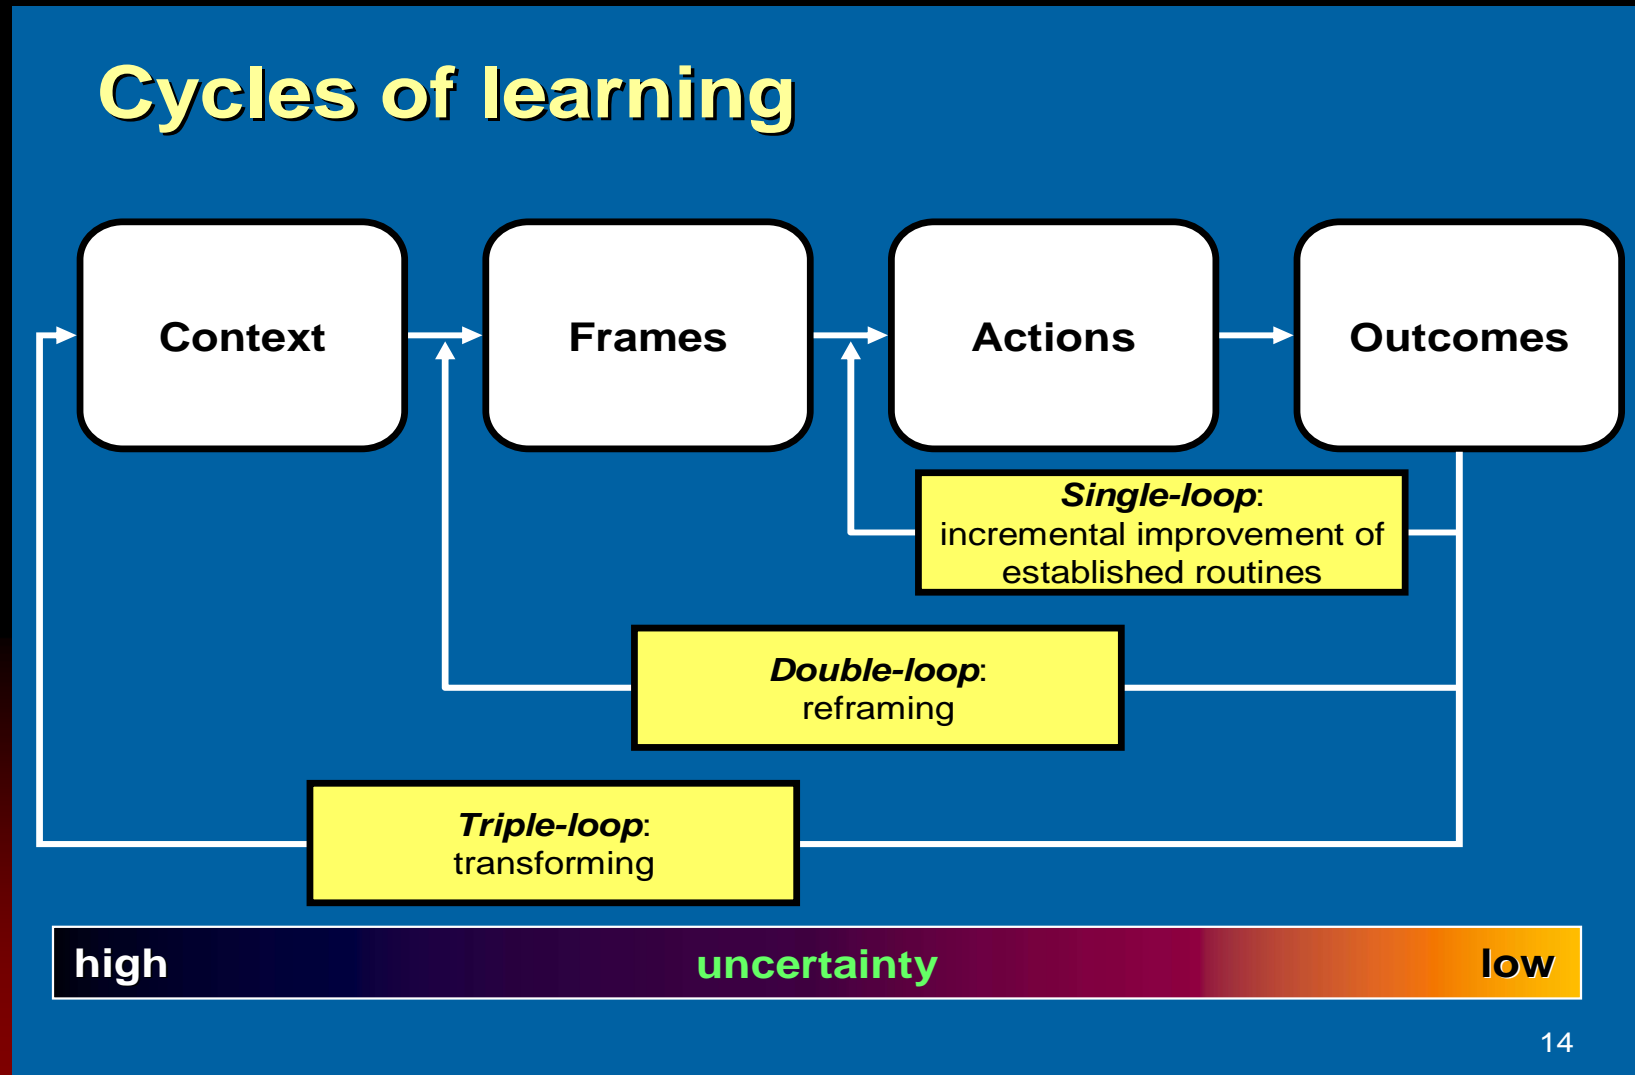 Cycles of learning
Context
Frames
Actions
Outcomes
Single-loop:
incremental improvement of
established routines
Double-loop:
reframing
Triple-loop:
transforming
high
uncertainty
low
14